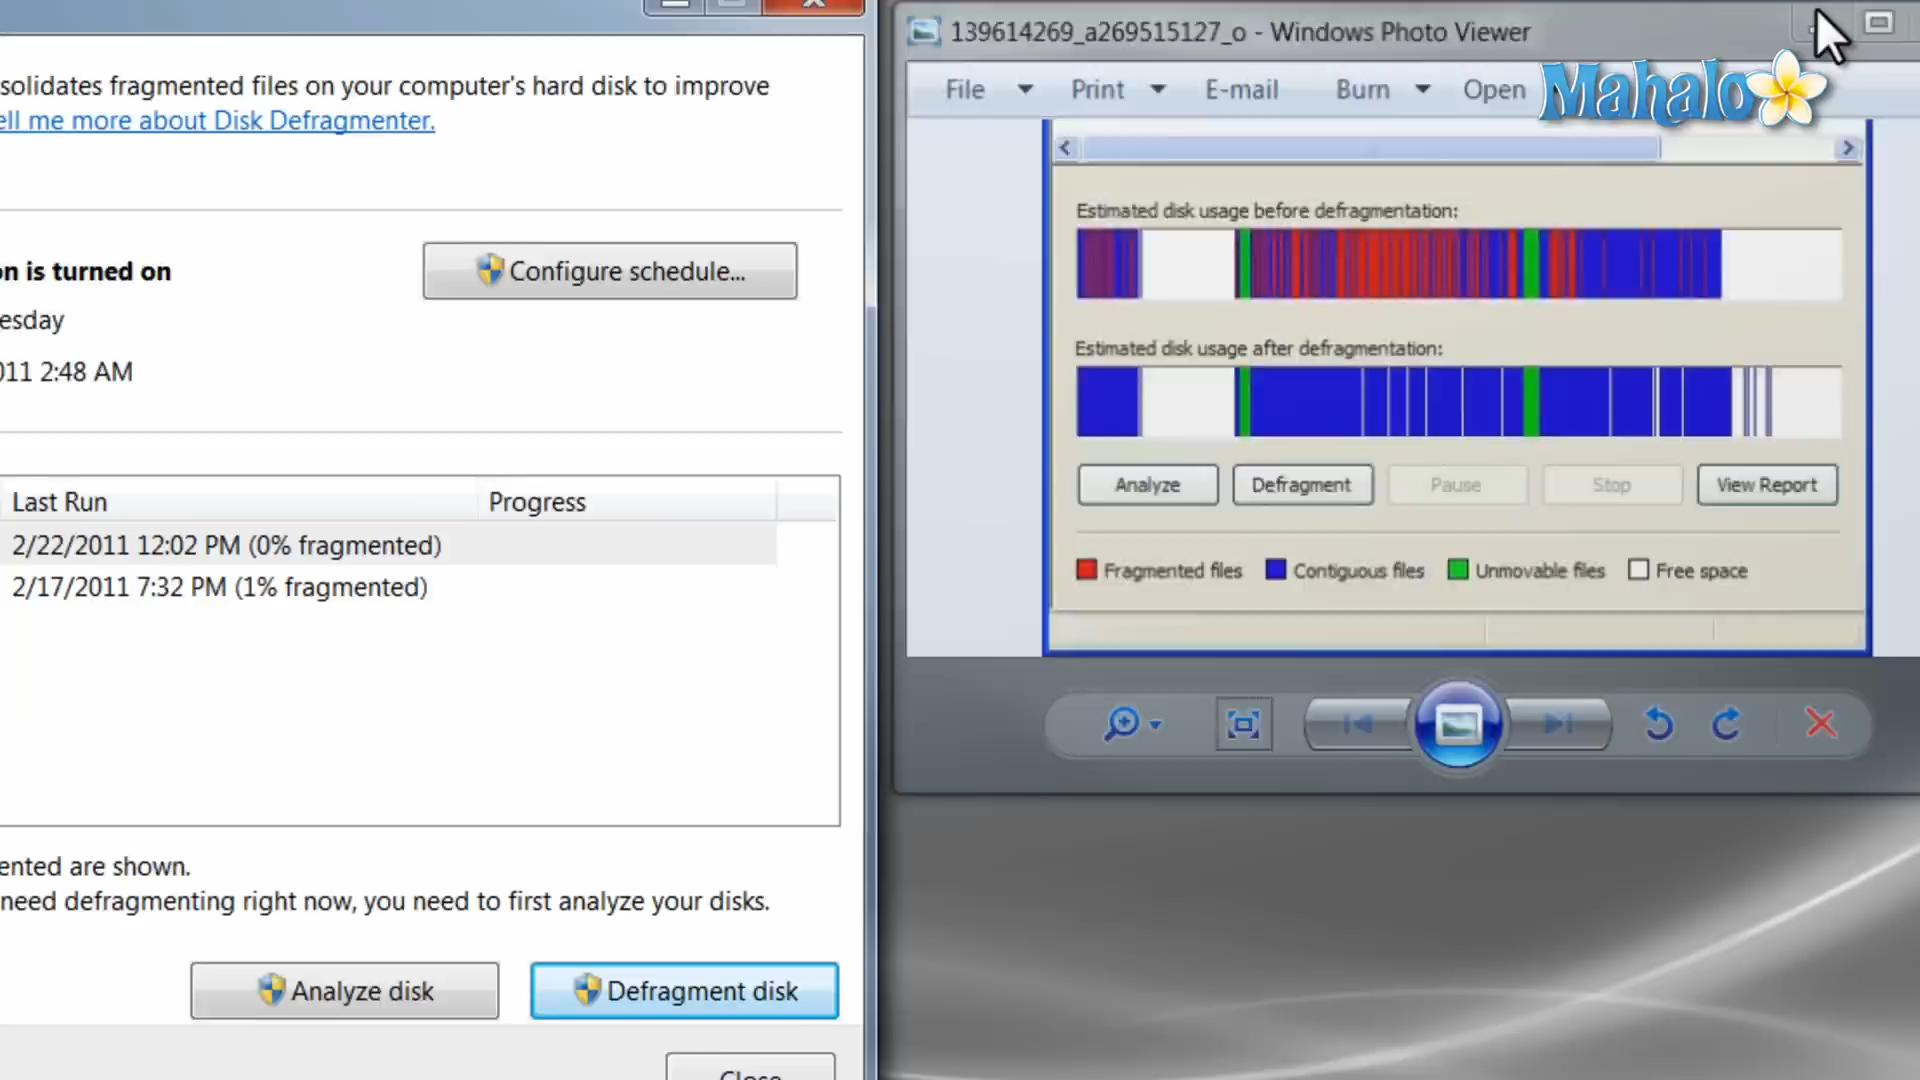 solidates fragmented files on your computer's hard disk to improve
ell me more about Disk Defragmenter.
on is turned on
Configure schedule...
esday
011 2:48 AM
Last Run Progress
2/22/2011 12:02 PM (0% fragmented)
2/17/2011 7:32 PM (1% fragmented)
ented are shown.
need defragmenting right now, you need to first analyze your disks.
Analyze disk Defragment disk
Close
139614269_a269515127_o - Windows Photo Viewer
File Print E-mail Burn Open
Mahalo
Estimated disk usage before defragmentation:
Estimated disk usage after defragmentation:
Analyze Defragment Pause Stop View Report
Fragmented files Contiguous files Unmovable files Free space